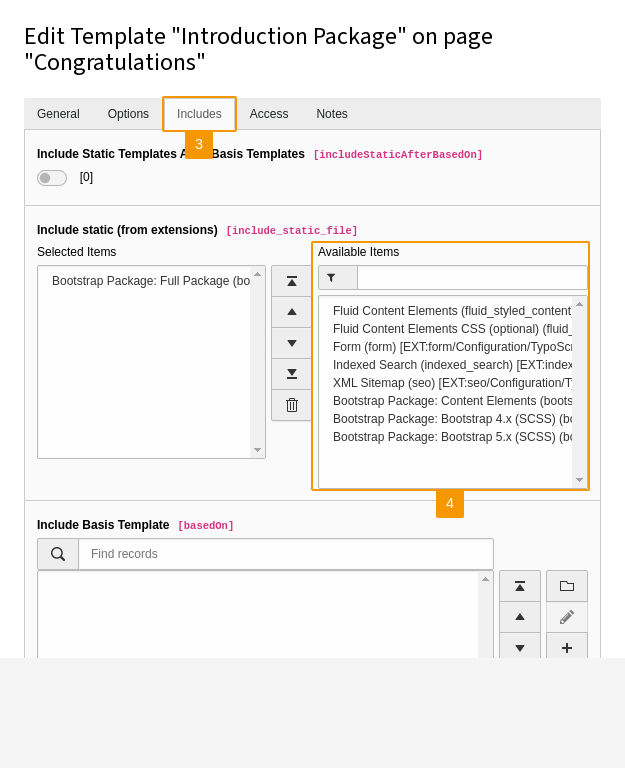 Edit Template "Introduction Package" on page
"Congratulations"
General Options Includes Access Notes
3
Include Static Templates A Basis Templates [includeStaticAfterBasedOn]
[0]
Include static (from extensions) [include_static_file]
Selected Items
Available Items
Bootstrap Package: Full Package (bo
Fluid Content Elements (fluid_styled_content
Fluid Content Elements CSS (optional) (fluid_
Form (form) [EXT:form/Configuration/TypoScr
Indexed Search (indexed_search) [EXT:index
XML Sitemap (seo) [EXT:seo/Configuration/Ty
Bootstrap Package: Content Elements (boots
Bootstrap Package: Bootstrap 4.x (SCSS) (bo
Bootstrap Package: Bootstrap 5.x (SCSS) (bo
4
Include Basis Template [basedOn]
Find records